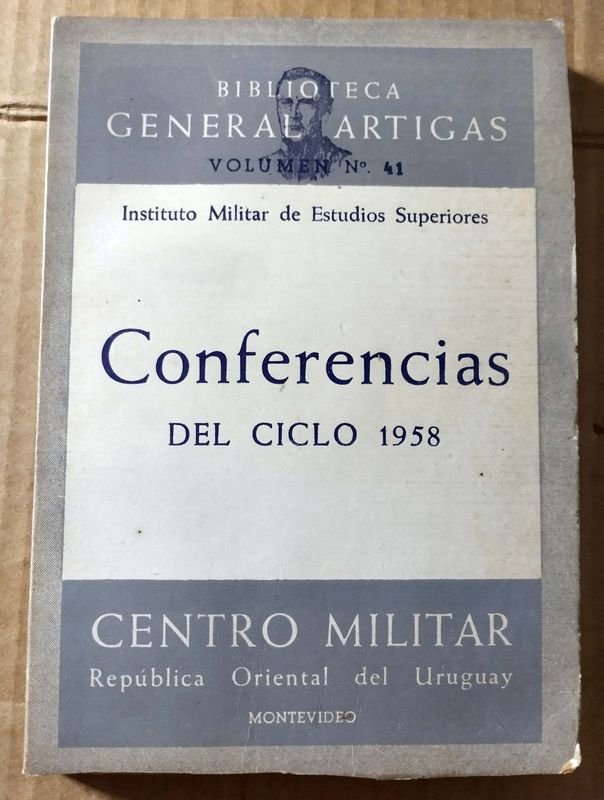 BIBLIOTECA
GENERAL ARTIGAS
VOLUMEN Nº. 41
Instituto Militar de Estudios Superiores
Conferencias
DEL CICLO 1958
CENTRO MILITAR
República Oriental del Uruguay
MONTEVIDEO